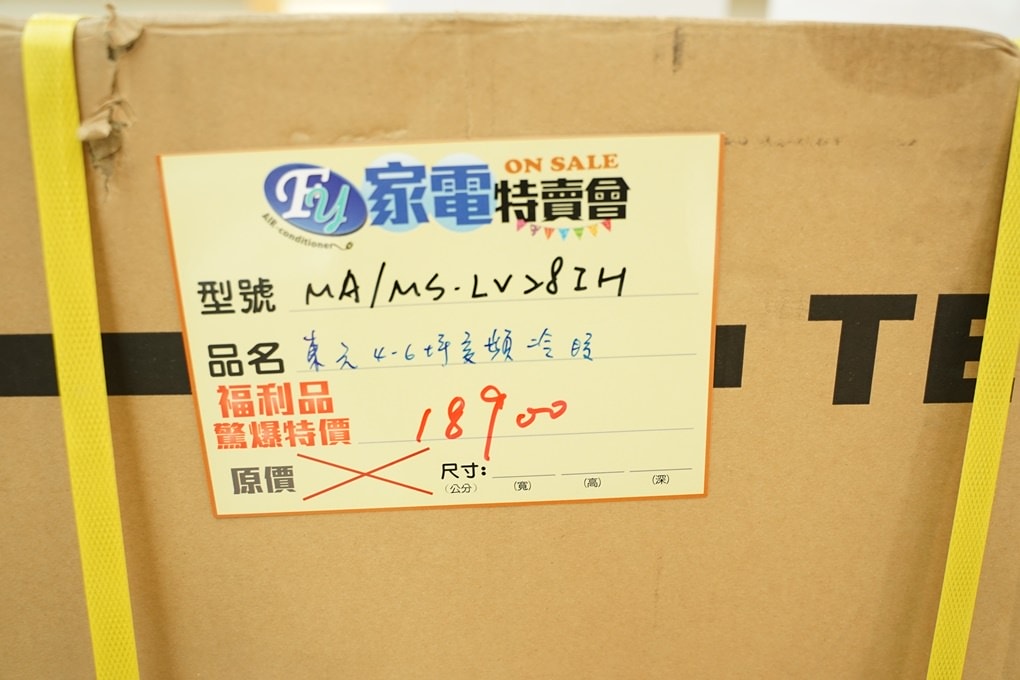 FY
AIR-conditioner
家電特賣會
ON SALE
型號 MA/MS-LV28IH
品名 東元4-6坪变頻冷暖
福利品
驚爆特價 18900
原價
尺寸:
(公分) (寬) (高) (深)
TE